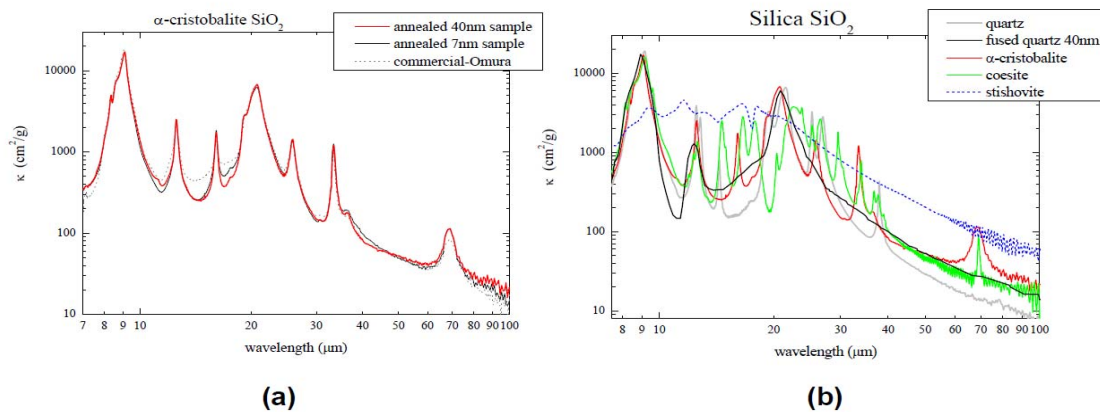 α-cristobalite SiO2
annealed 40nm sample
annealed 7nm sample
commercial-Omura
10000
1000
100
10
κ (cm2/g)
7 8 9 10 20 30 40 50 60 70 80 90 100
wavelength (μm)
(a)
Silica SiO2
quartz
fused quartz 40nm
α-cristobalite
coesite
stishovite
10000
1000
100
10
κ (cm2/g)
8 9 10 20 30 40 50 60 70 80 90 100
wavelength (μm)
(b)